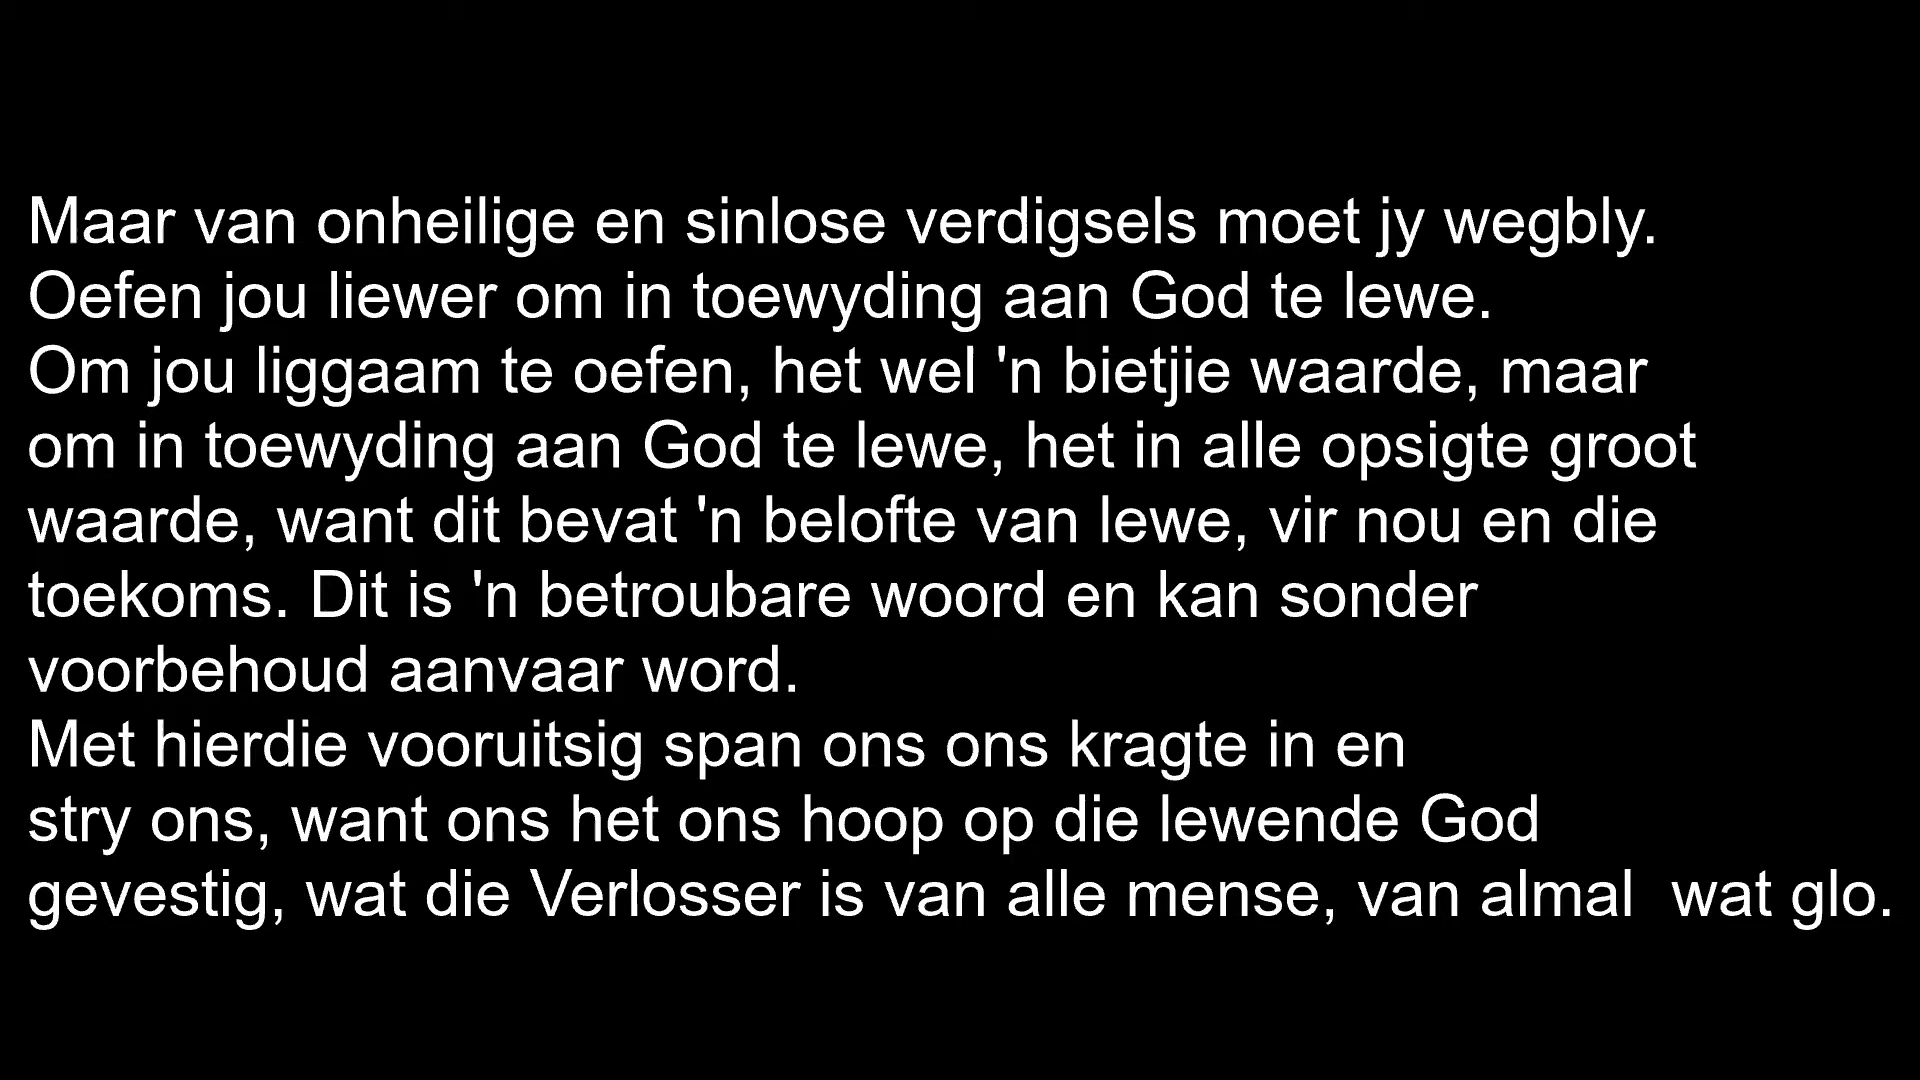 Maar van onheilige en sinlose verdigsels moet jy wegbly.
Oefen jou liewer om in toewyding aan God te lewe.
Om jou liggaam te oefen, het wel 'n bietjie waarde, maar
om in toewyding aan God te lewe, het in alle opsigte groot
waarde, want dit bevat 'n belofte van lewe, vir nou en die
toekoms. Dit is 'n betroubare woord en kan sonder
voorbehoud aanvaar word.
Met hierdie vooruitsig span ons ons kragte in en
stry ons, want ons het ons hoop op die lewende God
gevestig, wat die Verlosser is van alle mense, van almal  wat glo.